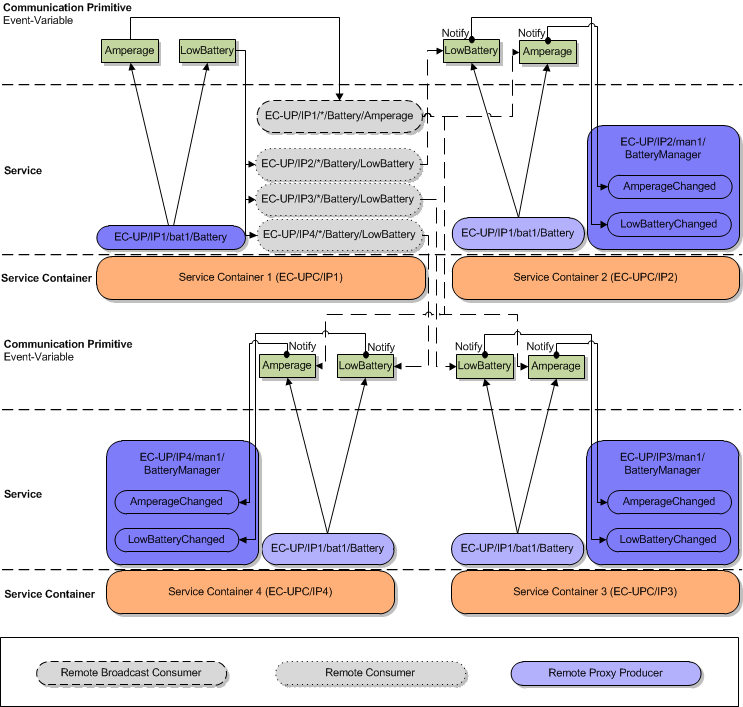 Communication Primitive
Event-Variable
Amperage
LowBattery
Notify
LowBattery
Notify
Amperage
Service
EC-UP/IP1/*/Battery/Amperage
EC-UP/IP2/*/Battery/LowBattery
EC-UP/IP3/*/Battery/LowBattery
EC-UP/IP4/*/Battery/LowBattery
EC-UP/IP1/bat1/Battery
EC-UP/IP1/bat1/Battery
EC-UP/IP2/man1/
BatteryManager
AmperageChanged
LowBatteryChanged
Service Container
Service Container 1 (EC-UPC/IP1)
Service Container 2 (EC-UPC/IP2)
Communication Primitive
Event-Variable
Notify
Amperage
Notify
LowBattery
Notify
LowBattery
Notify
Amperage
Service
EC-UP/IP4/man1/
BatteryManager
AmperageChanged
LowBatteryChanged
EC-UP/IP1/bat1/Battery
EC-UP/IP1/bat1/Battery
EC-UP/IP3/man1/
BatteryManager
AmperageChanged
LowBatteryChanged
Service Container
Service Container 4 (EC-UPC/IP4)
Service Container 3 (EC-UPC/IP3)
Remote Broadcast Consumer
Remote Consumer
Remote Proxy Producer